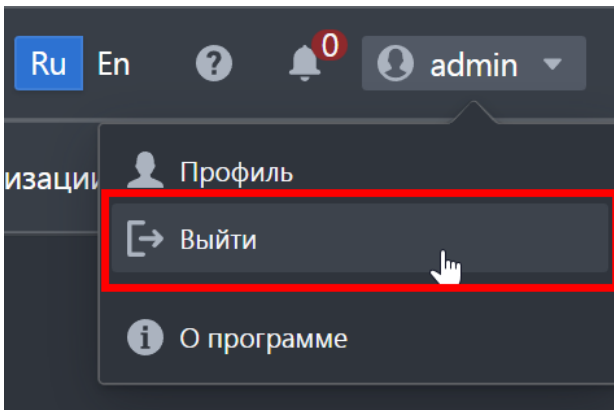 Ru En ? 0 admin
изации
Профиль
Выйти
О программе